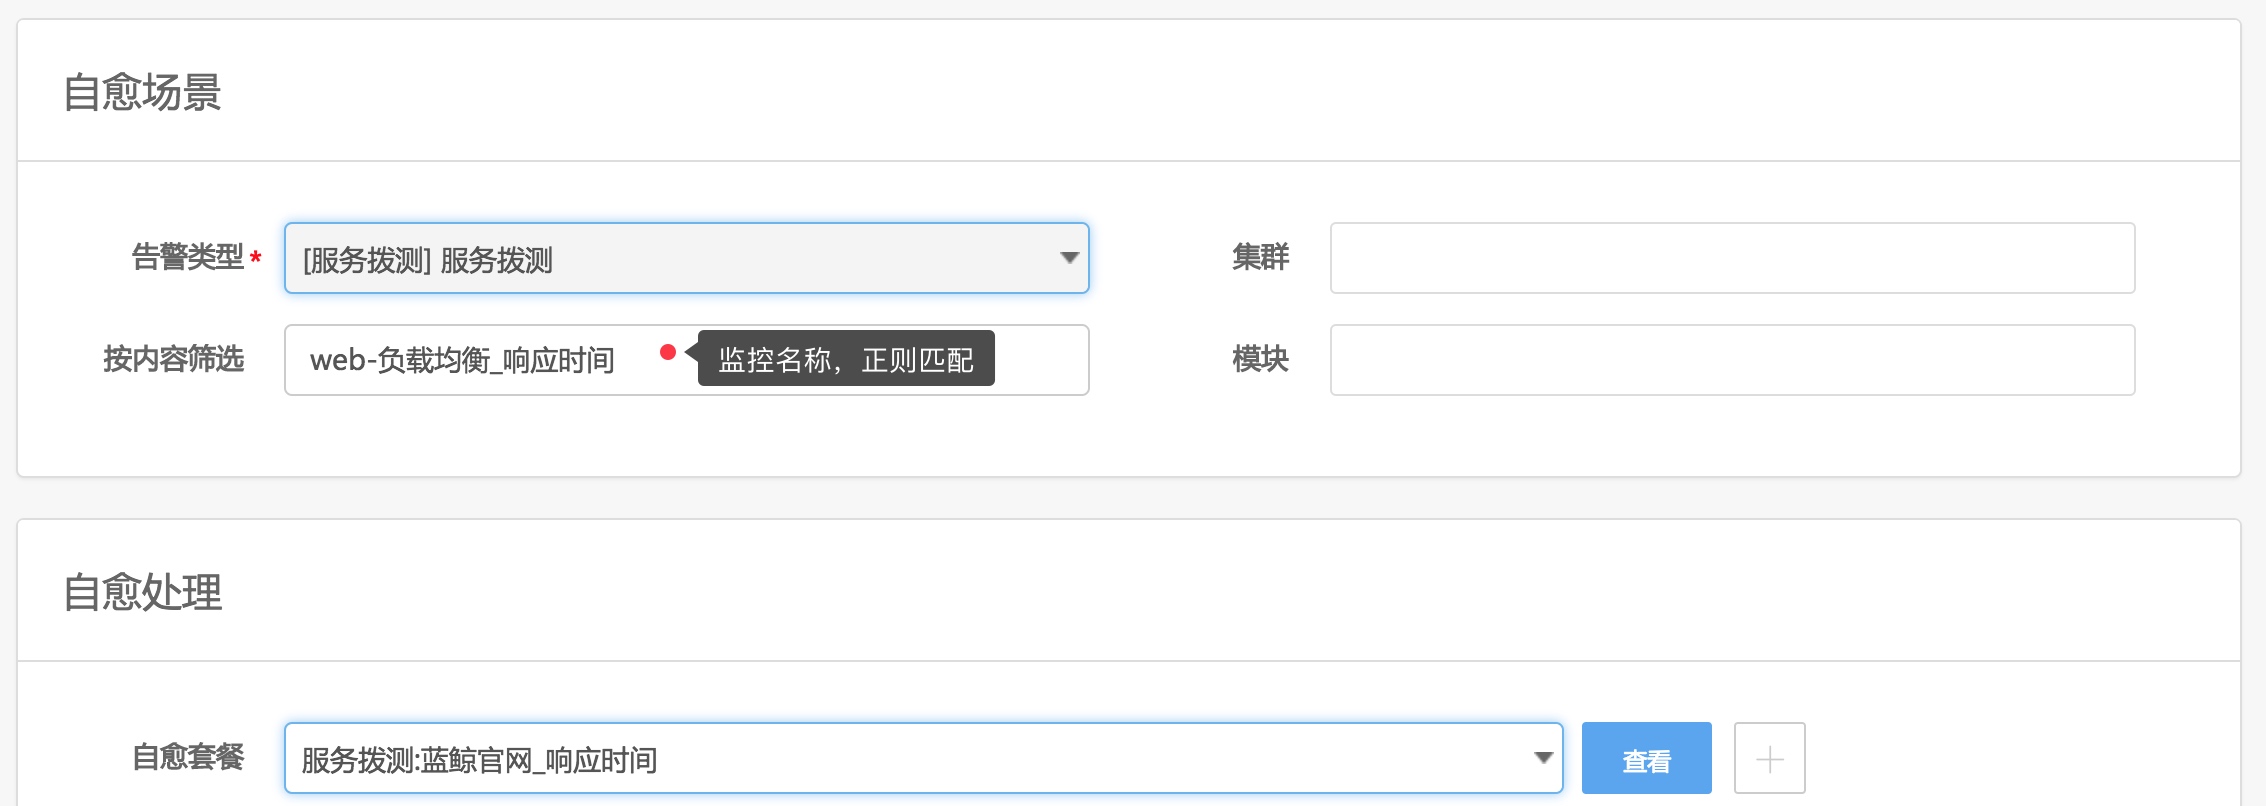 自愈场景
告警类型* [服务拨测] 服务拨测 集群
按内容筛选 web-负载均衡_响应时间 监控名称，正则匹配 模块
自愈处理
自愈套餐 服务拨测:蓝鲸官网_响应时间 查看 +